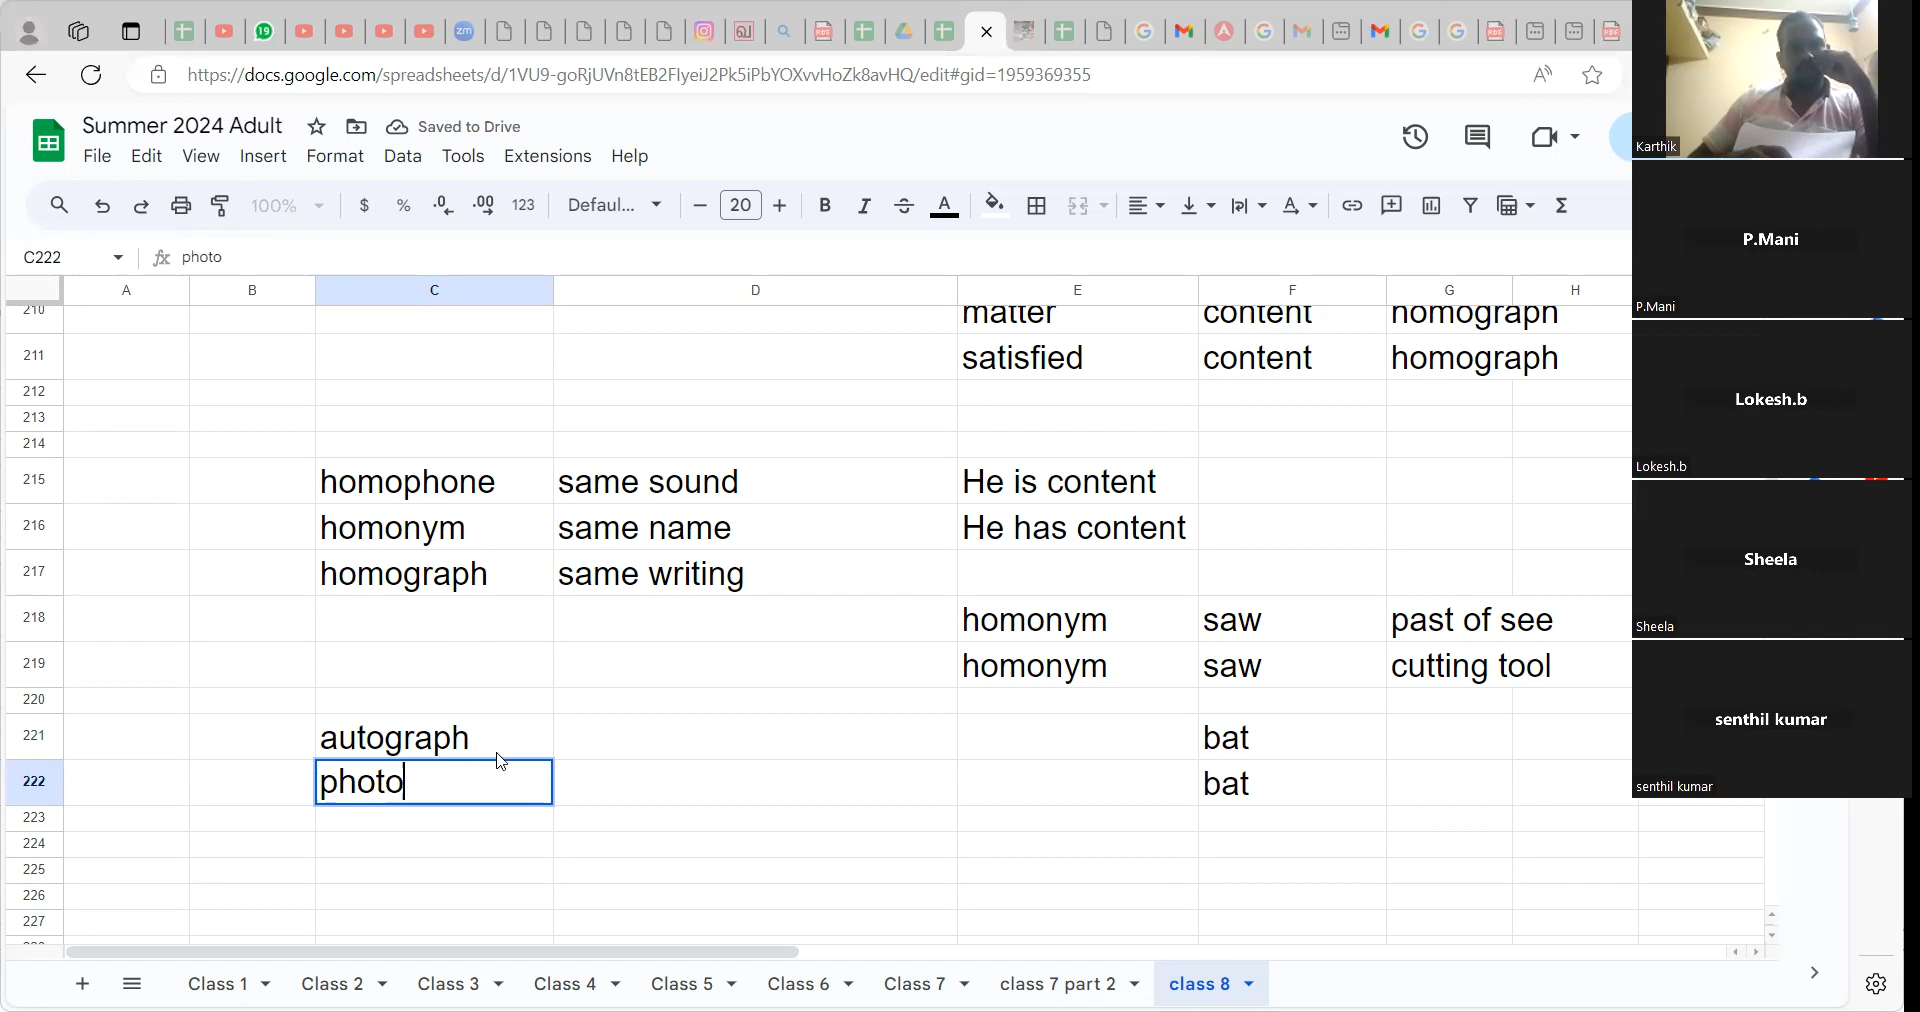 19
zm
https://docs.google.com/spreadsheets/d/1VU9-goRjUVn8tEB2FlyeiJ2Pk5iPbYOXvvHoZk8avHQ/edit#gid=1959369355
Summer 2024 Adult
Saved to Drive
File Edit View Insert Format Data Tools Extensions Help
100% $ % .0 .00 123 Defaul... 20 B I A
C222 fx photo
A B C D E F G H
210 matter content homograph
211 satisfied content homograph
212
213
214
215 homophone same sound He is content
216 homonym same name He has content
217 homograph same writing
218 homonym saw past of see
219 homonym saw cutting tool
220
221 autograph bat
222 photo bat
223
224
225
226
227
Class 1 Class 2 Class 3 Class 4 Class 5 Class 6 Class 7 class 7 part 2 class 8
Karthik
P.Mani
P.Mani
Lokesh.b
Lokesh.b
Sheela
Sheela
senthil kumar
senthil kumar